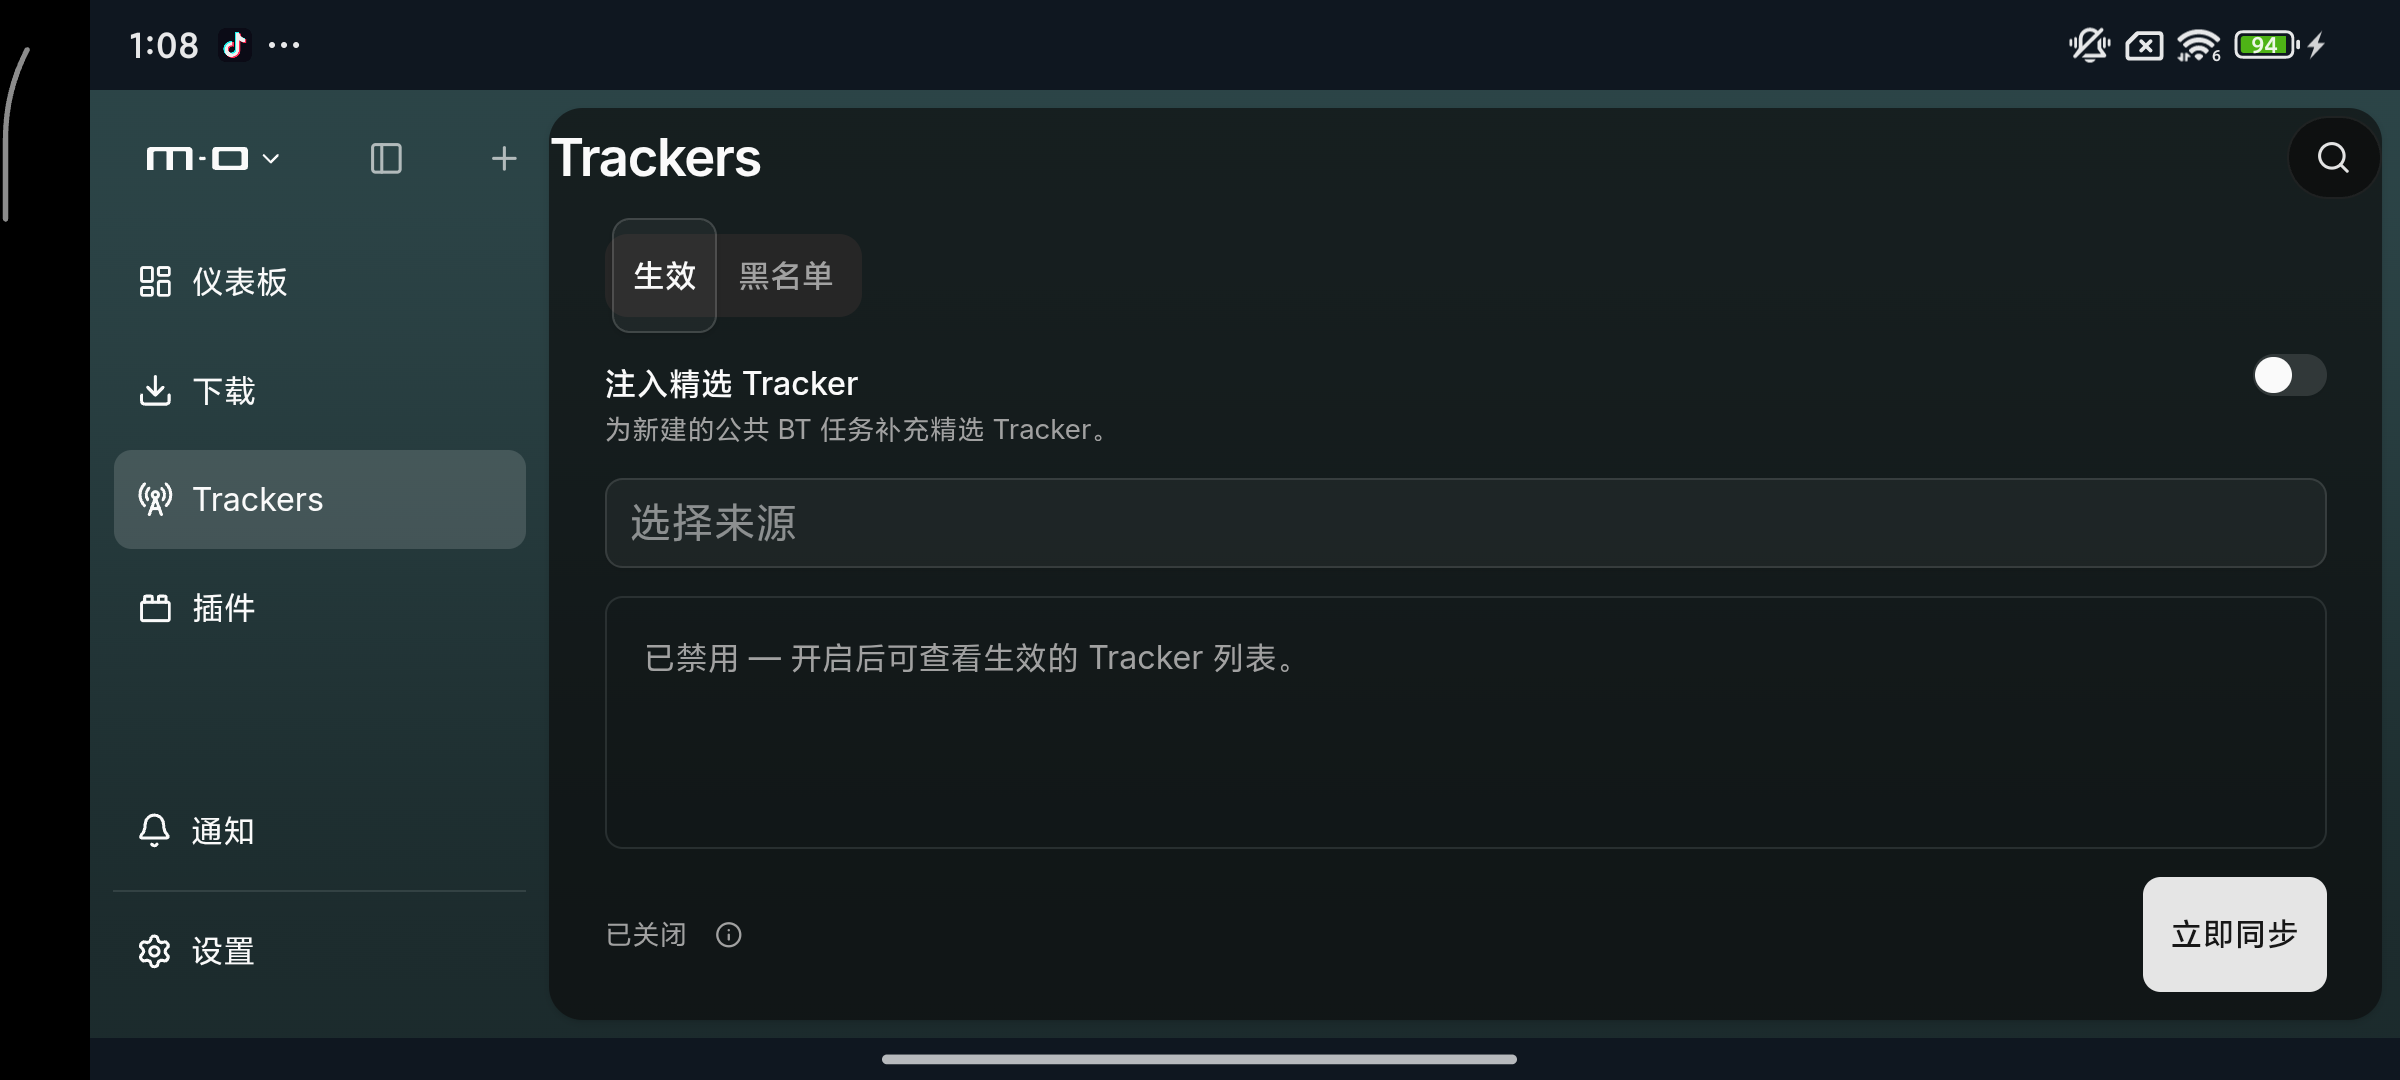 1:08
6
94
m-o
Trackers
仪表板
下载
Trackers
插件
通知
设置
生效
黑名单
注入精选 Tracker
为新建的公共 BT 任务补充精选 Tracker。
选择来源
已禁用 — 开启后可查看生效的 Tracker 列表。
已关闭
立即同步